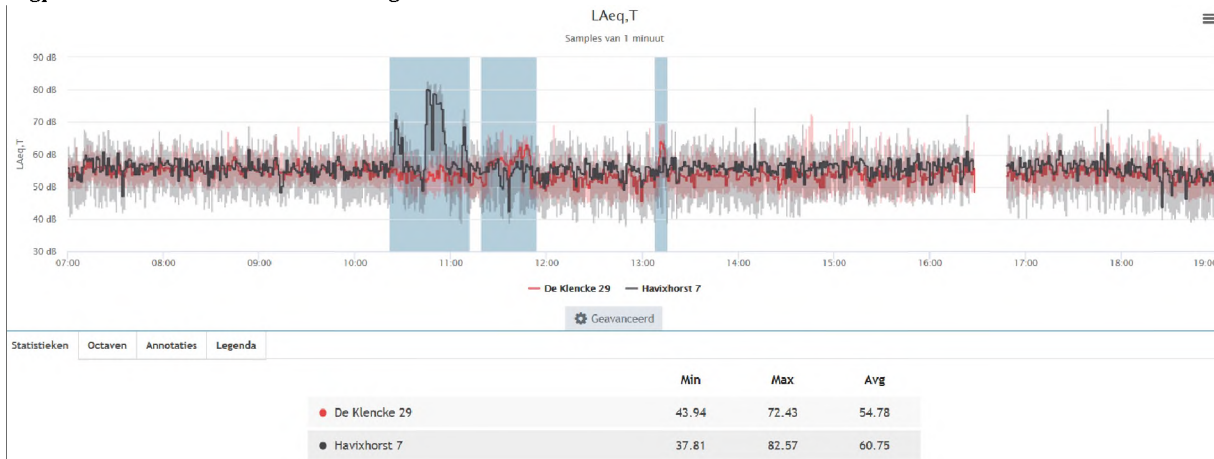 LAeq,T
Samples van 1 minuut
90 dB
80 dB
70 dB
60 dB
50 dB
40 dB
30 dB
LAeq,T
07:00 08:00 09:00 10:00 11:00 12:00 13:00 14:00 15:00 16:00 17:00 18:00 19:00
De Klencke 29 Havixhorst 7
Geavanceerd
Statistieken Octaven Annotaties Legenda
Min Max Avg
De Klencke 29 43.94 72.43 54.78
Havixhorst 7 37.81 82.57 60.75